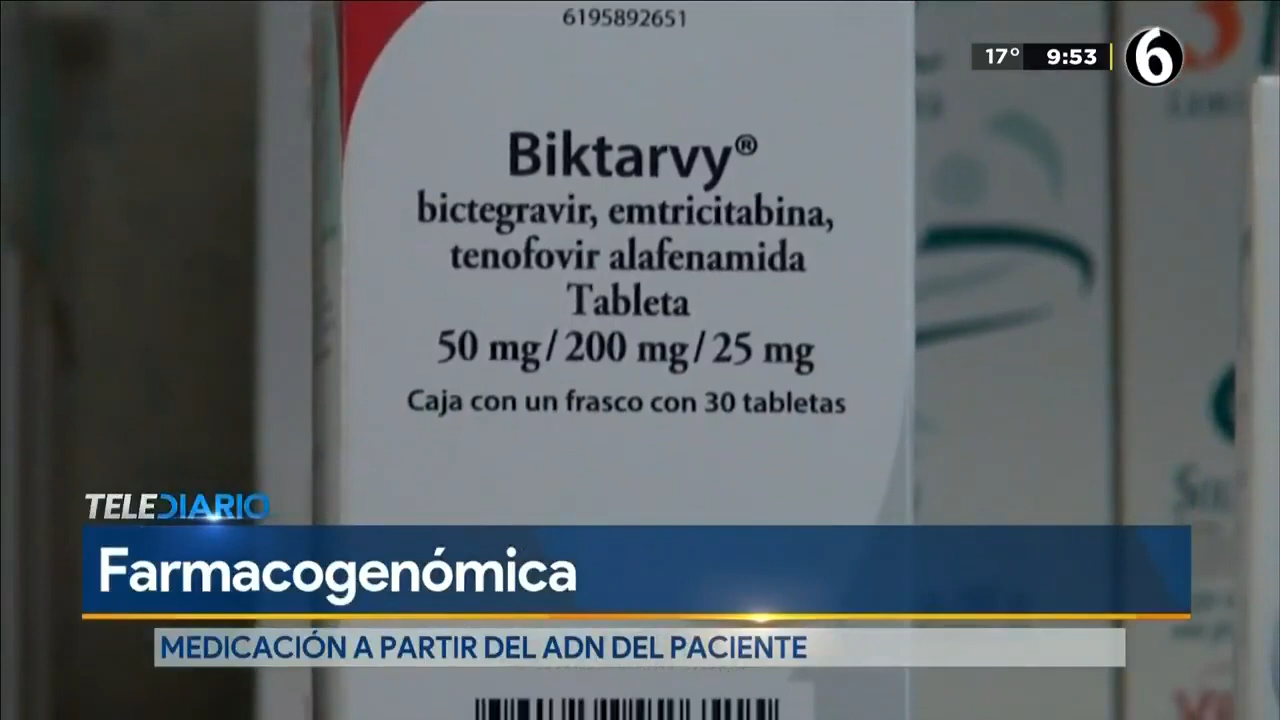 6195892651
17° 9:53 6
Biktarvy®
bictegravir, emtricitabina,
tenofovir alafenamida
Tableta
50 mg/200 mg/25 mg
Caja con un frasco con 30 tabletas
TELEDIARIO
Farmacogenómica
MEDICACIÓN A PARTIR DEL ADN DEL PACIENTE